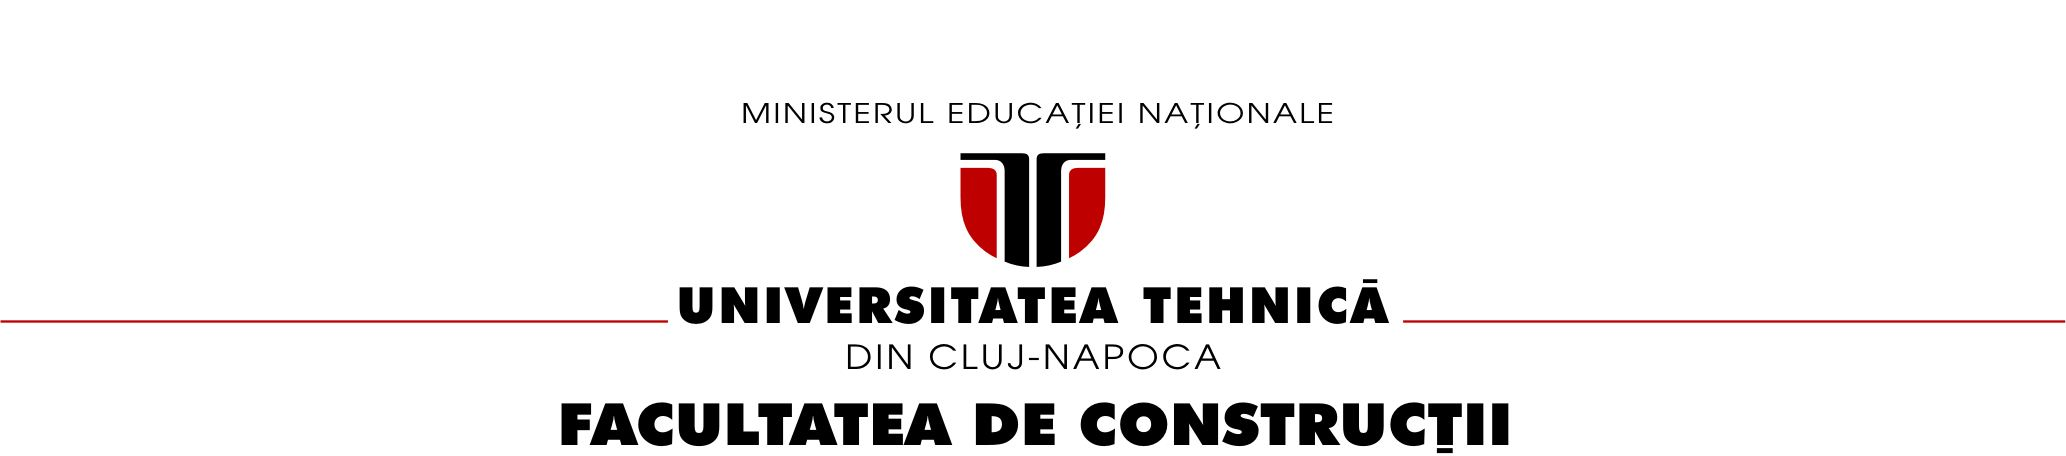 MINISTERUL EDUCAȚIEI NAȚIONALE
UNIVERSITATEA TEHNICĂ
DIN CLUJ-NAPOCA
FACULTATEA DE CONSTRUCȚII